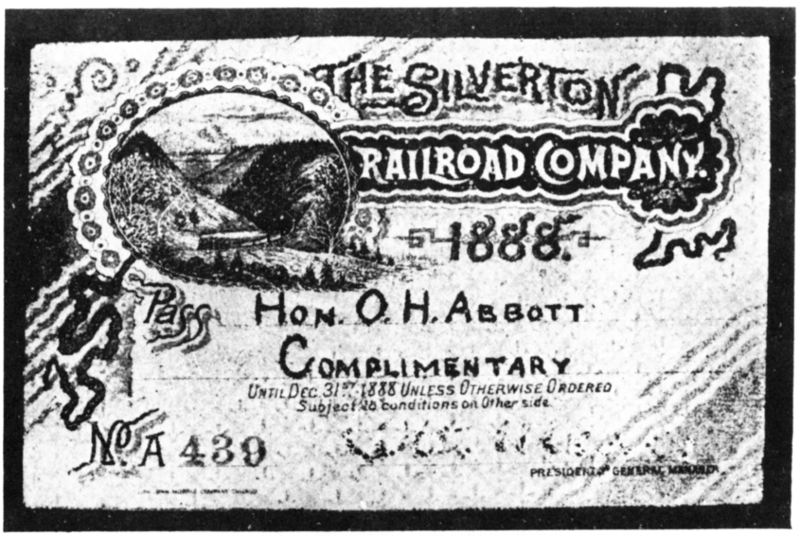 THE SILVERTON
RAILROAD COMPANY.
1888.
Pass HON. O. H. ABBOTT
COMPLIMENTARY
UNTIL DEC. 31ST 1888 UNLESS OTHERWISE ORDERED
Subject to conditions on Other side
No. A 439
PRESIDENT & GENERAL MANAGER